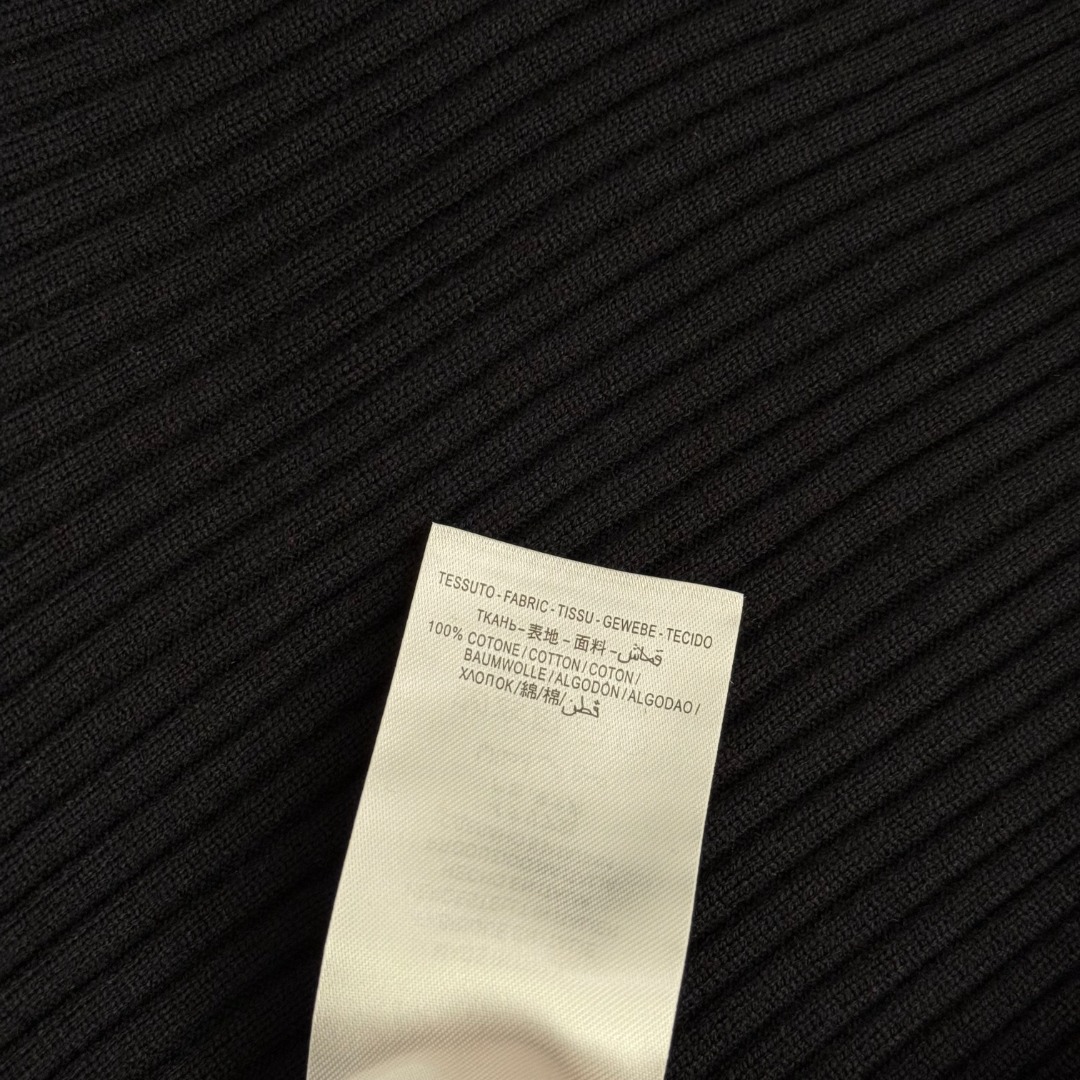 TESSUTO - FABRIC - TISSU - GEWEBE - TECIDO
ТКАНЬ - 表地 - 面料 - قماش
100% COTONE / COTTON / COTON /
BAUMWOLLE / ALGODÓN / ALGODAO /
ХЛОПОК / 綿 / 棉 / قطن